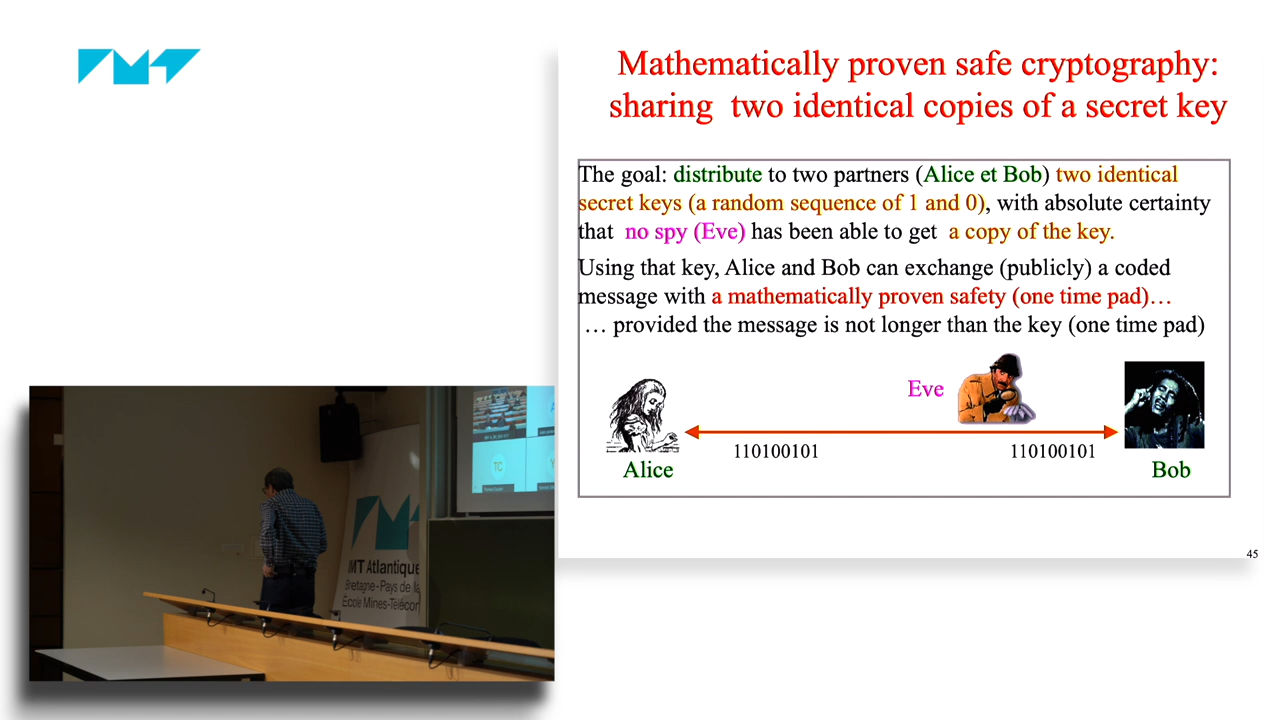 Mathematically proven safe cryptography:
sharing two identical copies of a secret key
The goal: distribute to two partners (Alice et Bob) two identical
secret keys (a random sequence of 1 and 0), with absolute certainty
that no spy (Eve) has been able to get a copy of the key.
Using that key, Alice and Bob can exchange (publicly) a coded
message with a mathematically proven safety (one time pad)…
… provided the message is not longer than the key (one time pad)
Eve
110100101
110100101
Alice
Bob
45
TC
MT Atlantique
Bretagne-Pays de la
École Mines-Télécom